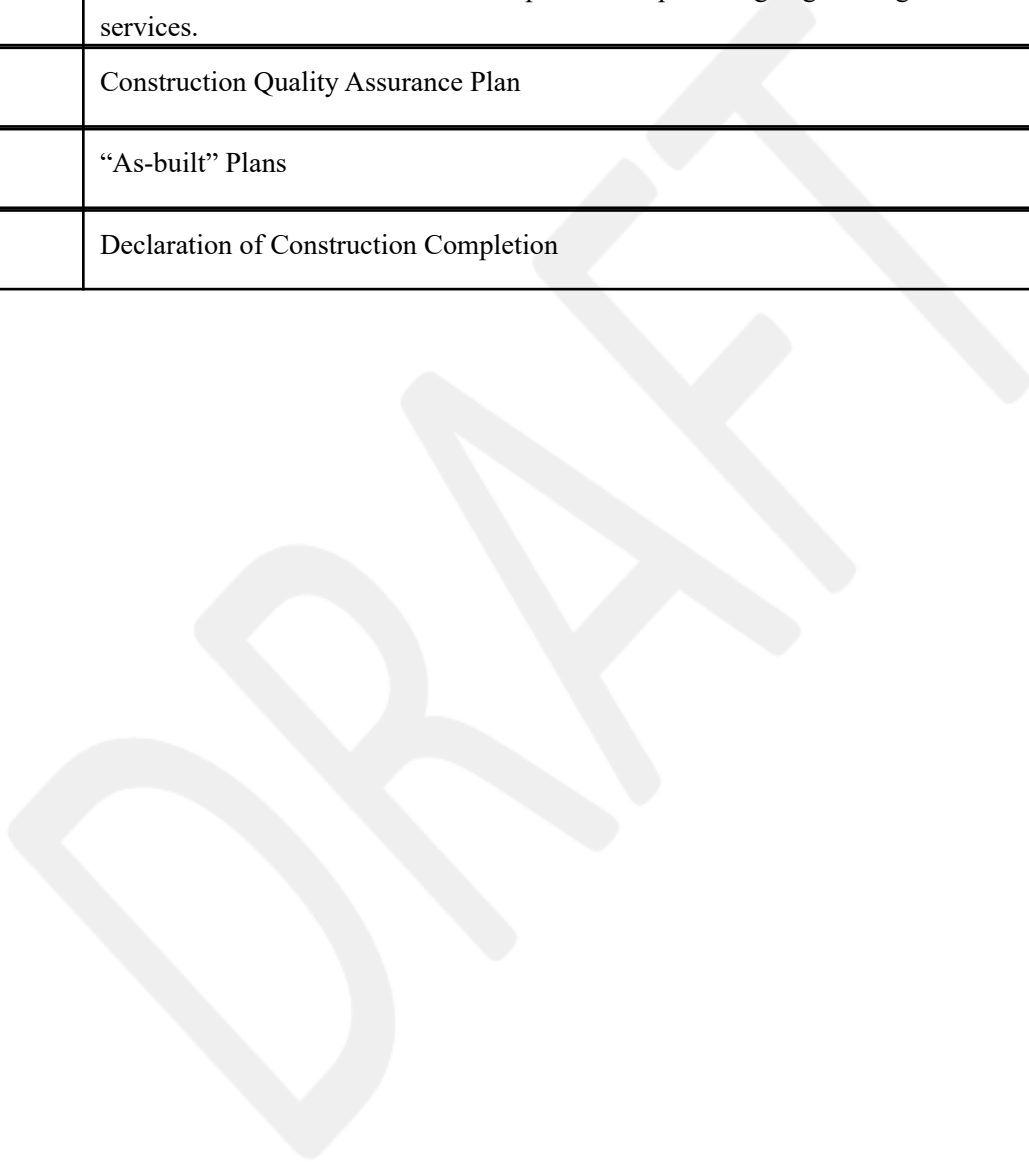 services.
Construction Quality Assurance Plan
“As-built” Plans
Declaration of Construction Completion
DRAFT